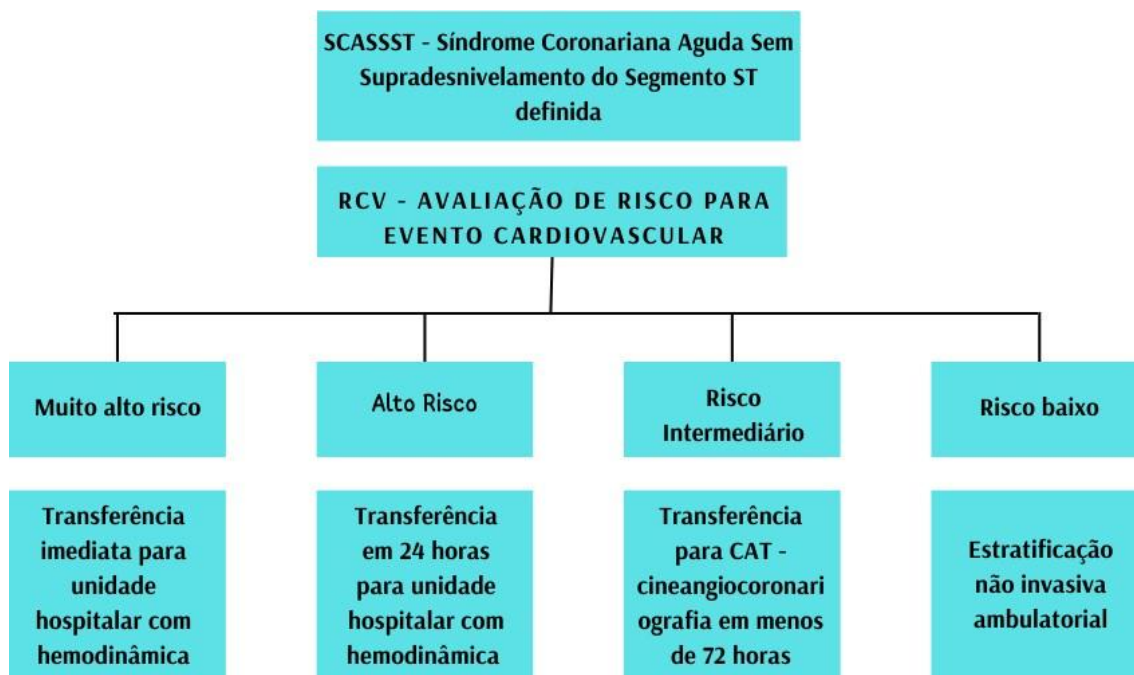 SCASSST - Síndrome Coronariana Aguda Sem
Supradesnivelamento do Segmento ST
definida
RCV - AVALIAÇÃO DE RISCO PARA
EVENTO CARDIOVASCULAR
Muito alto risco
Alto Risco
Risco
Intermediário
Risco baixo
Transferência
imediata para
unidade
hospitalar com
hemodinâmica
Transferência
em 24 horas
para unidade
hospitalar com
hemodinâmica
Transferência
para CAT -
cineangiocoronari
ografia em menos
de 72 horas
Estratificação
não invasiva
ambulatorial